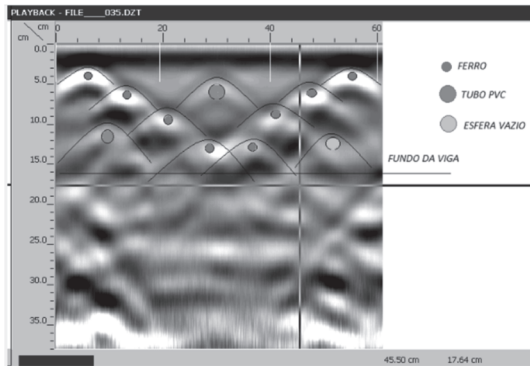 PLAYBACK - FILE____035.DZT
cm
cm
0 20 40 60
0.0
5.0
10.0
15.0
20.0
25.0
30.0
35.0
FERRO
TUBO PVC
ESFERA VAZIO
FUNDO DA VIGA
45.50 cm 17.64 cm